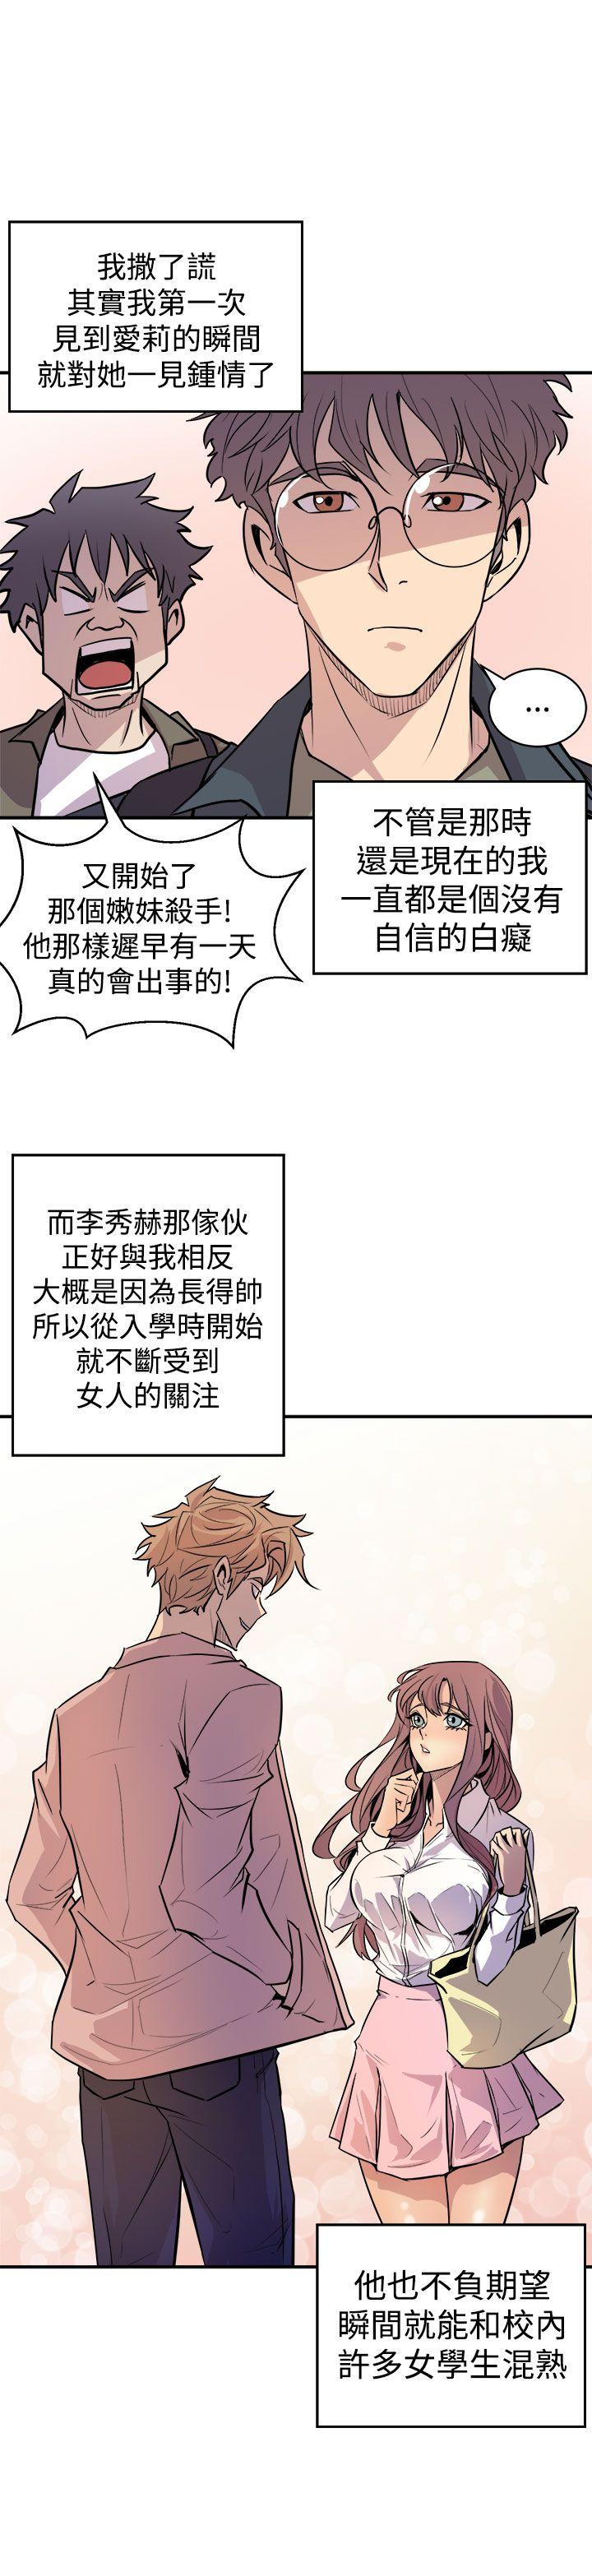 我撒了謊
其實我第一次
見到愛莉的瞬間
就對她一見鍾情了
...
不管是那時
還是現在的我
一直都是個沒有
自信的白癡
又開始了
那個嫩妹殺手!
他那樣遲早有一天
真的會出事的!
而李秀赫那傢伙
正好與我相反
大概是因為長得帥
所以從入學時開始
就不斷受到
女人的關注
他也不負期望
瞬間就能和校內
許多女學生混熟